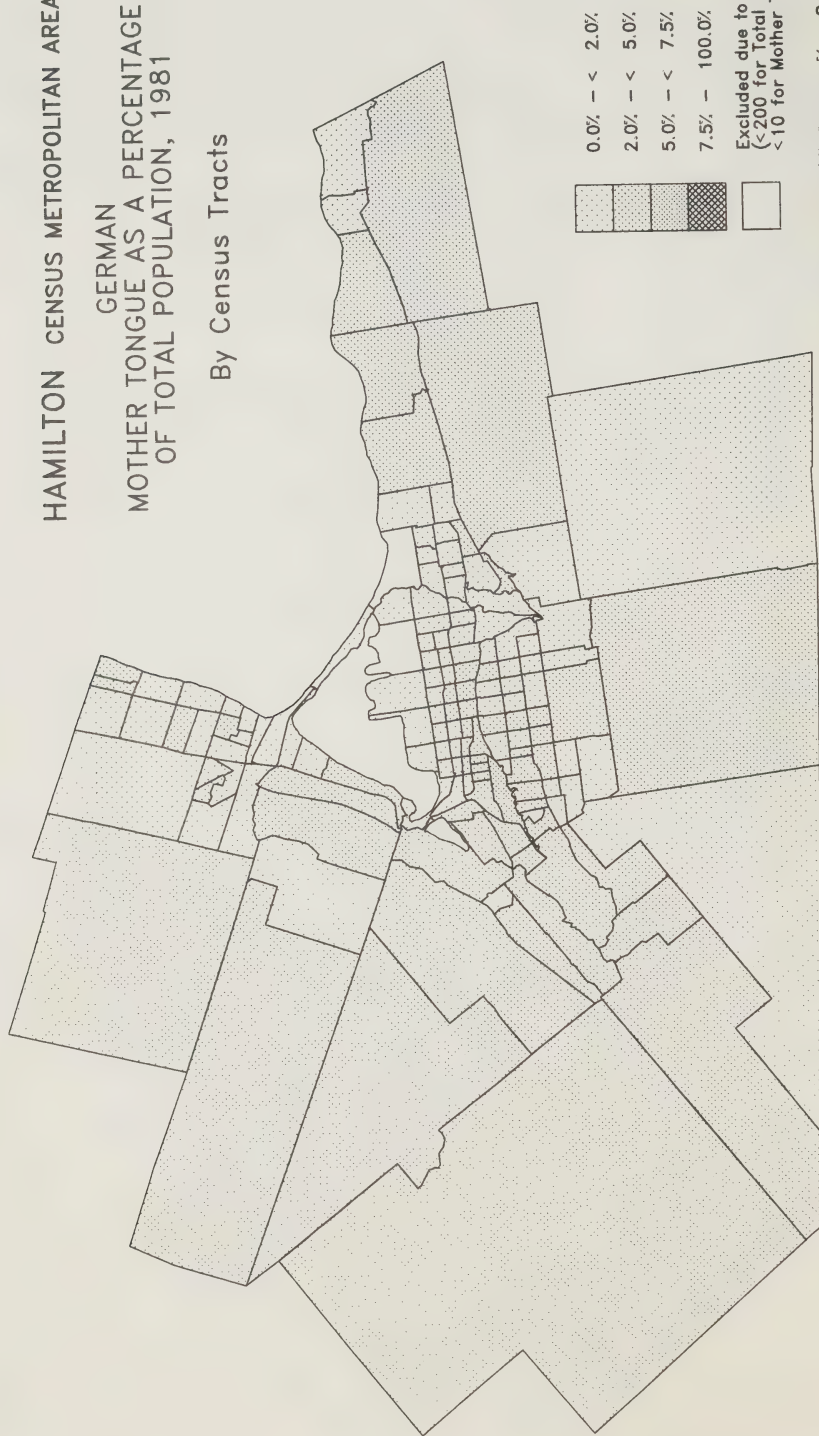 HAMILTON CENSUS METROPOLITAN AREA
GERMAN
MOTHER TONGUE AS A PERCENTAGE
OF TOTAL POPULATION, 1981
By Census Tracts
0.0% - < 2.0%
2.0% - < 5.0%
5.0% - < 7.5%
7.5% - 100.0%
Excluded due to
(<200 for Total
<10 for Mother